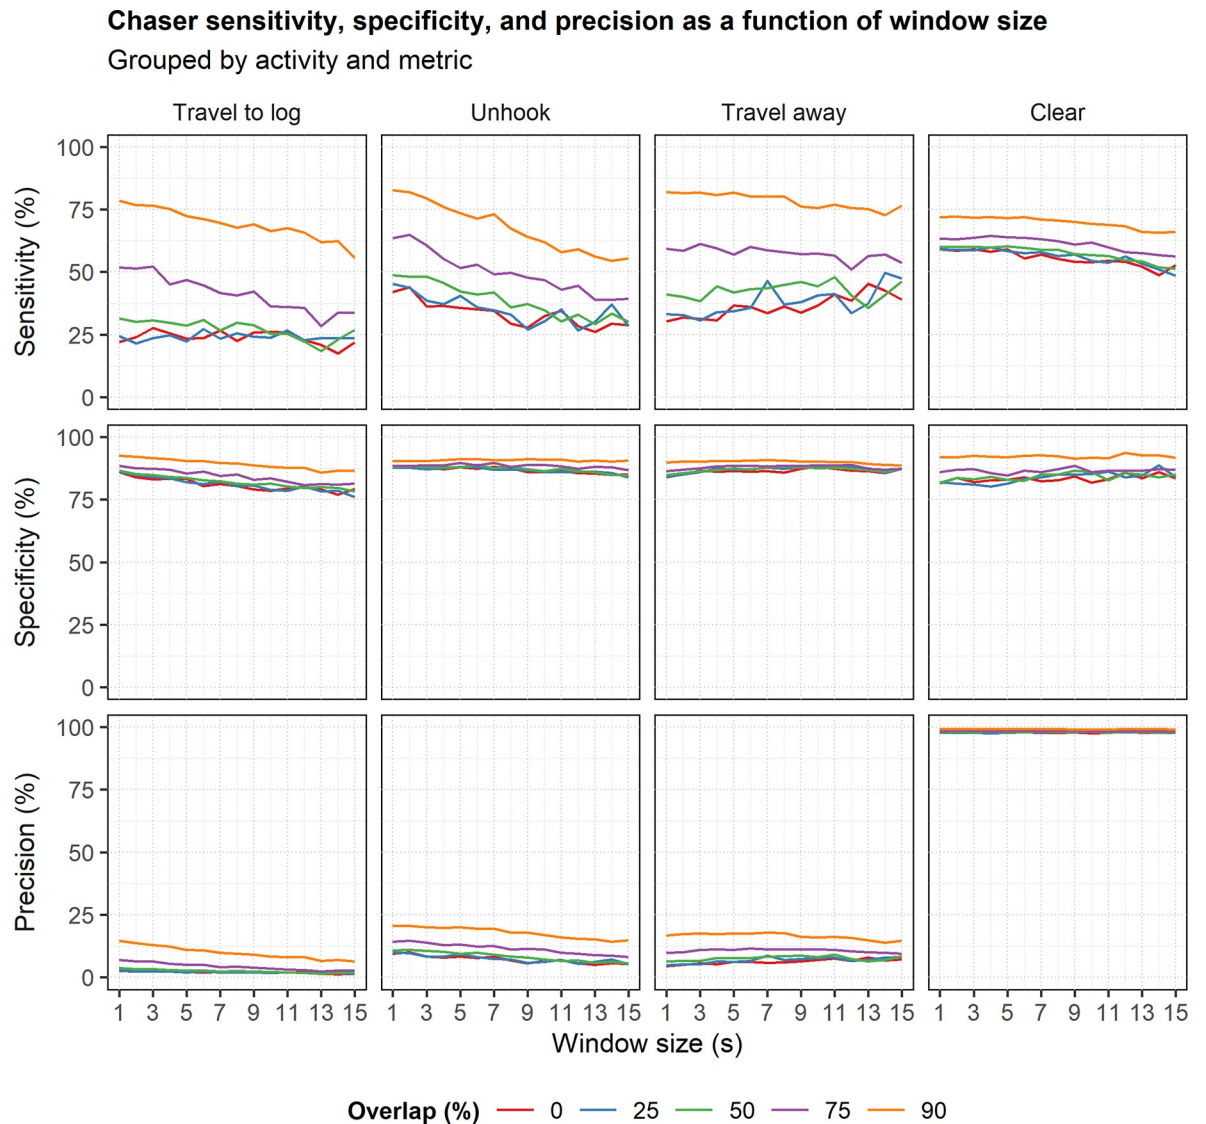 Chaser sensitivity, specificity, and precision as a function of window size
Grouped by activity and metric
Travel to log Unhook Travel away Clear
Sensitivity (%)
100
75
50
25
0
Specificity (%)
100
75
50
25
0
Precision (%)
100
75
50
25
0
1 3 5 7 9 11 13 15 1 3 5 7 9 11 13 15 1 3 5 7 9 11 13 15 1 3 5 7 9 11 13 15
Window size (s)
Overlap (%) 0 25 50 75 90